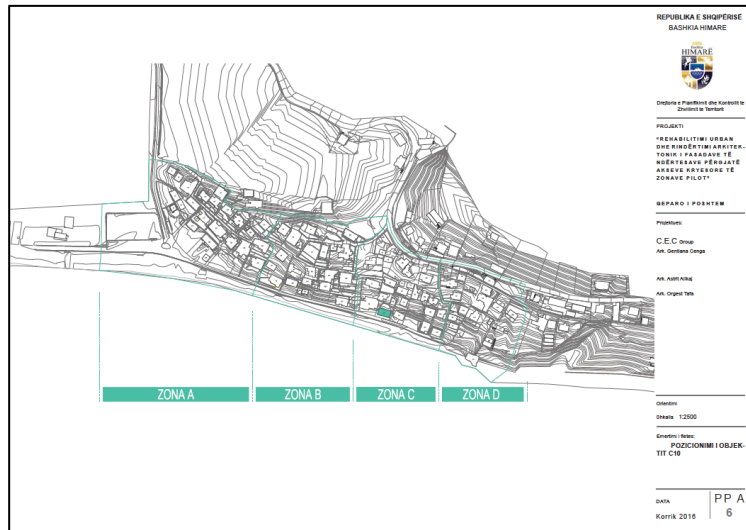 REPUBLIKA E SHQIPËRISË
BASHKIA HIMARE
HIMARË
Drejtoria e Planifikimit dhe Kontrollit te
Zhvillimit te Territorit
PROJEKTI
"REHABILITIMI URBAN
DHE RINDËRTIMI ARKITEK-
TONIK I FASADAVE TË
NDËRTESAVE PËRGJATË
AKSEVE KRYESORE TË
ZONAVE PILOT"
QEPARO I POSHTEM
Projektues:
C.E.C Group
Ark. Gentiana Cenga
Ark. Astrit Alikaj
Ark. Orgest Tafa
ZONA A
ZONA B
ZONA C
ZONA D
Orientimi
Shkalla 1:2500
Emertimi i fletes:
POZICIONIMI I OBJEK-
TIT C10
DATA
Korrik 2016
PP A
6